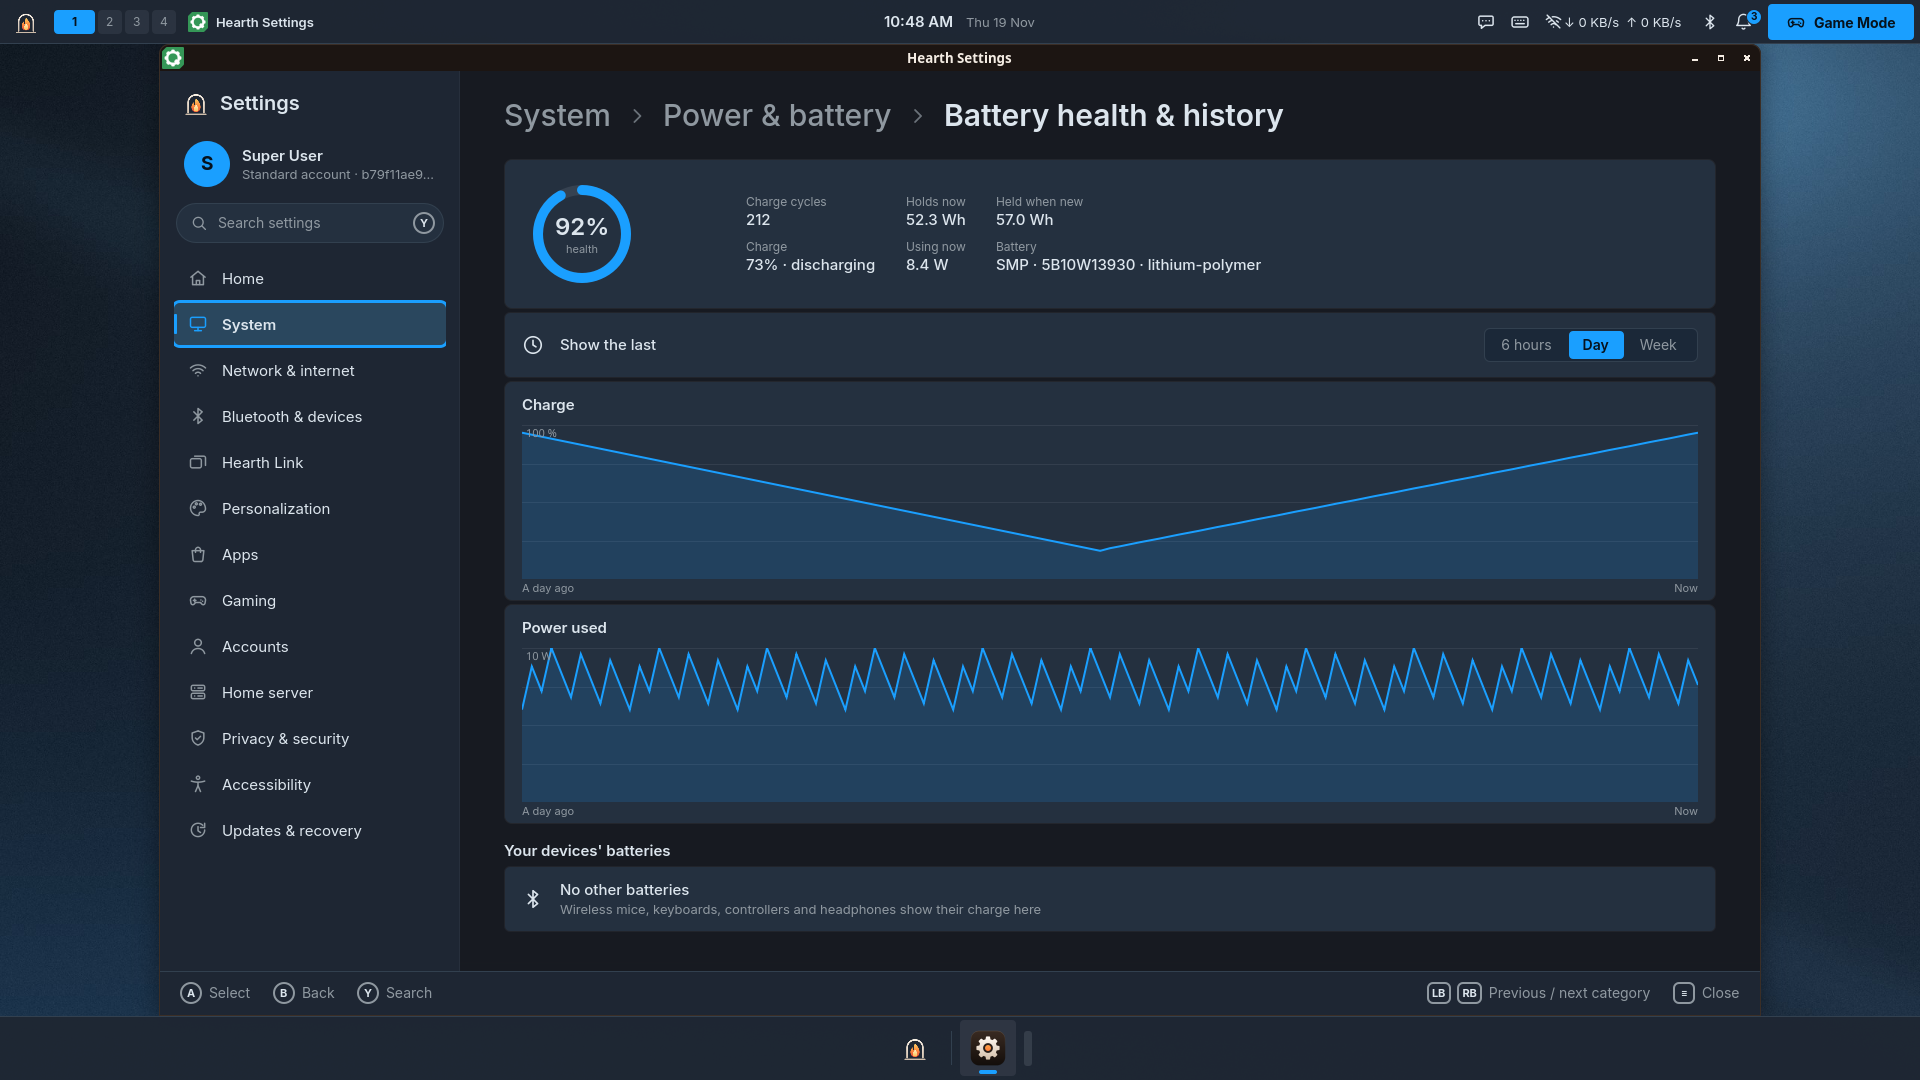 1 2 3 4 Hearth Settings
10:48 AM Thu 19 Nov
↓ 0 KB/s ↑ 0 KB/s
3
Game Mode
Hearth Settings
Settings
S
Super User
Standard account · b79f11ae9...
Search settings
Y
Home
System
Network & internet
Bluetooth & devices
Hearth Link
Personalization
Apps
Gaming
Accounts
Home server
Privacy & security
Accessibility
Updates & recovery
System > Power & battery > Battery health & history
92%
health
Charge cycles
212
Holds now
52.3 Wh
Held when new
57.0 Wh
Charge
73% · discharging
Using now
8.4 W
Battery
SMP · 5B10W13930 · lithium-polymer
Show the last
6 hours Day Week
Charge
100 %
A day ago Now
Power used
10 W
A day ago Now
Your devices' batteries
No other batteries
Wireless mice, keyboards, controllers and headphones show their charge here
A Select B Back Y Search
LB RB Previous / next category Close